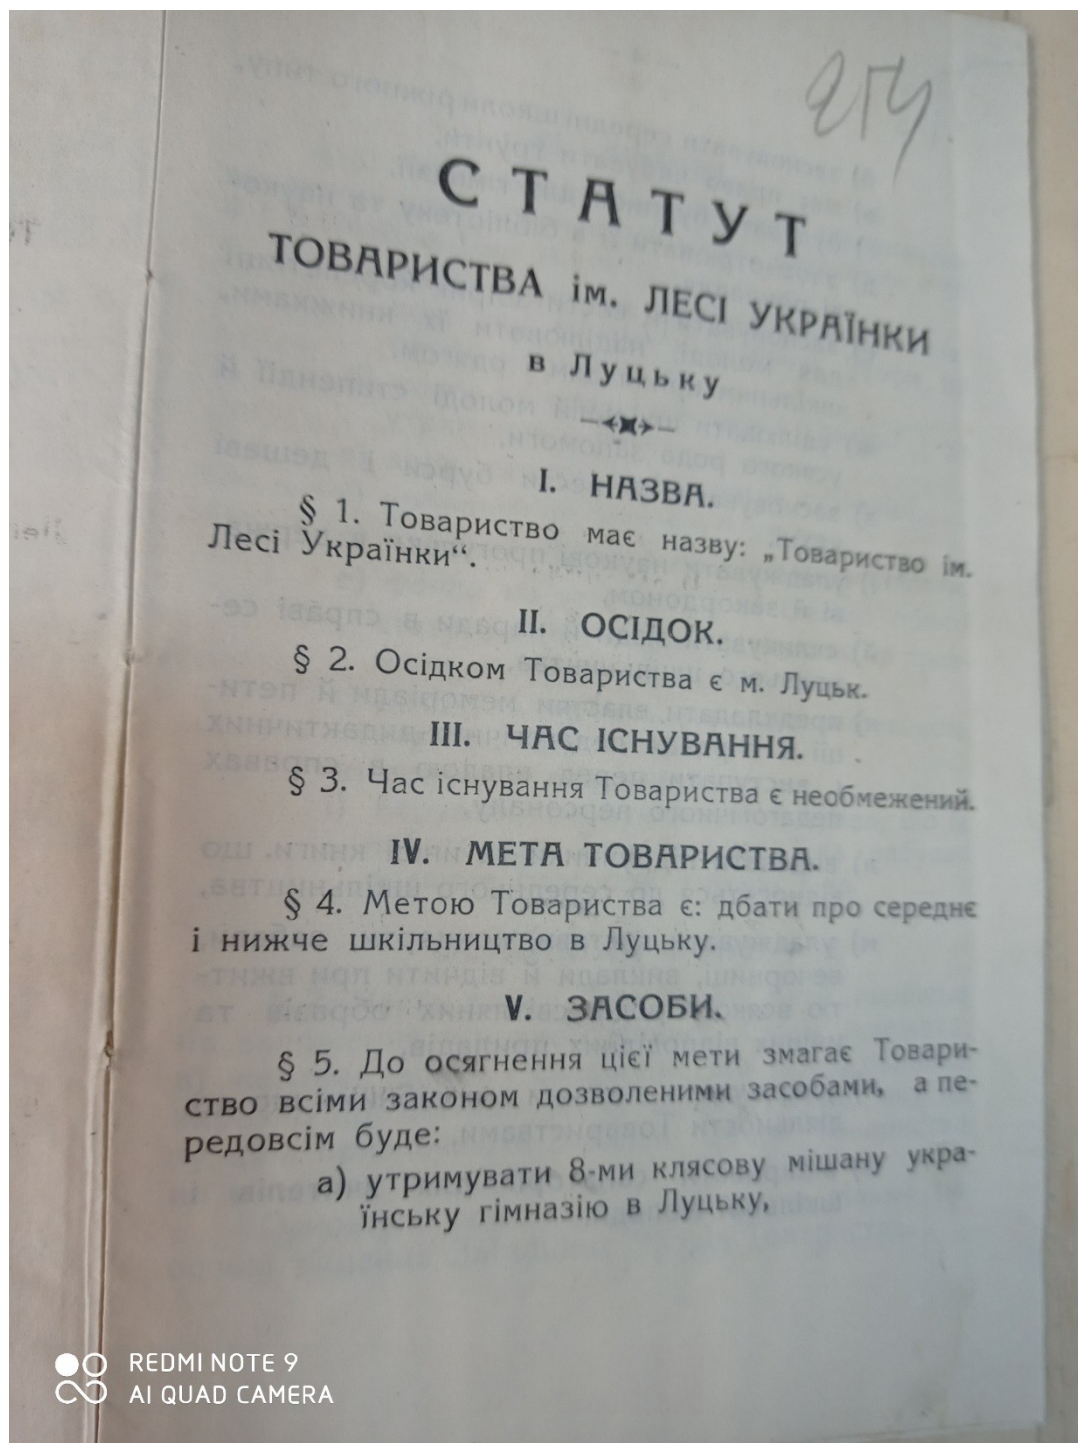 СТАТУТ
ТОВАРИСТВА ім. ЛЕСІ УКРАЇНКИ
в Луцьку
I. НАЗВА.
§ 1. Товариство має назву: „Товариство ім.
Лесі Українки“.
II. ОСІДОК.
§ 2. Осідком Товариства є м. Луцьк.
III. ЧАС ІСНУВАННЯ.
§ 3. Час існування Товариства є необмежений.
IV. МЕТА ТОВАРИСТВА.
§ 4. Метою Товариства є: дбати про середнє
і нижче шкільництво в Луцьку.
V. ЗАСОБИ.
§ 5. До осягнення цієї мети змагає Товари-
ство всіми законом дозволеними засобами, а пе-
редовсім буде:
а) утримувати 8-ми клясову мішану укра-
їнську гімназію в Луцьку,
REDMI NOTE 9
AI QUAD CAMERA